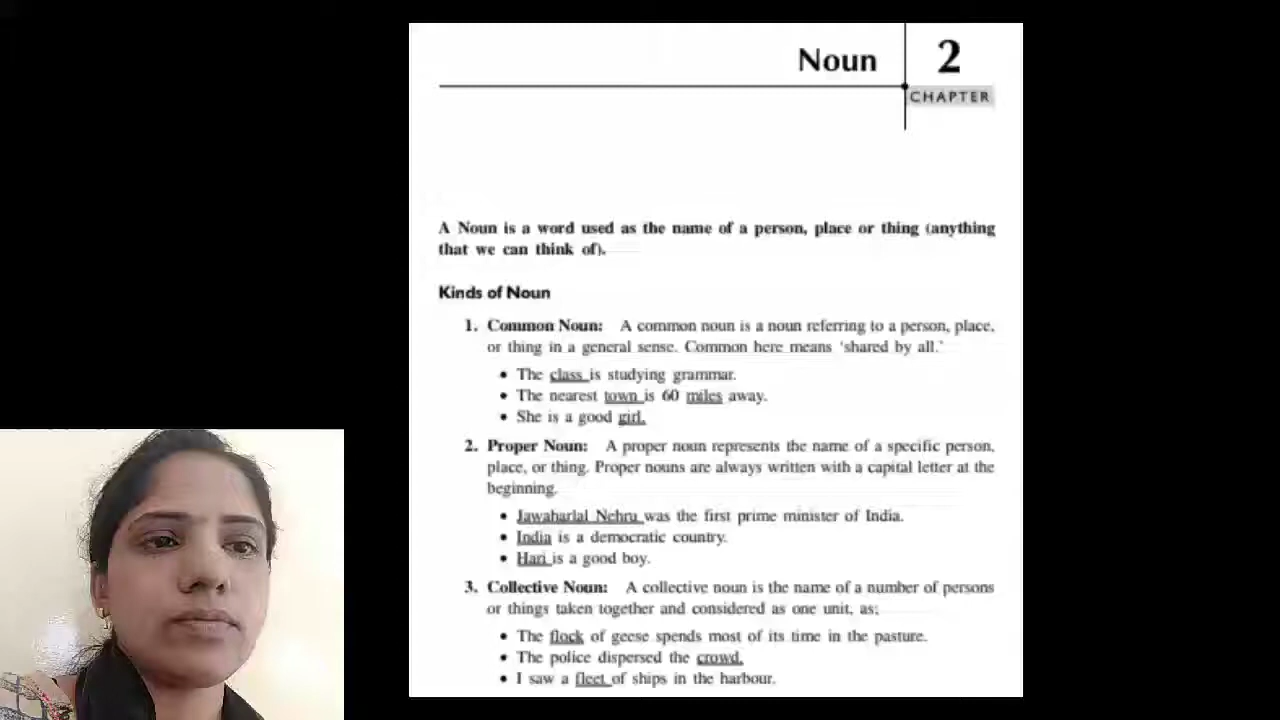 Noun 2
CHAPTER
A Noun is a word used as the name of a person, place or thing (anything
that we can think of).
Kinds of Noun
1. Common Noun: A common noun is a noun referring to a person, place,
or thing in a general sense. Common here means 'shared by all.'
• The class is studying grammar.
• The nearest town is 60 miles away.
• She is a good girl.
2. Proper Noun: A proper noun represents the name of a specific person,
place, or thing. Proper nouns are always written with a capital letter at the
beginning.
• Jawaharlal Nehru was the first prime minister of India.
• India is a democratic country.
• Hari is a good boy.
3. Collective Noun: A collective noun is the name of a number of persons
or things taken together and considered as one unit, as;
• The flock of geese spends most of its time in the pasture.
• The police dispersed the crowd.
• I saw a fleet of ships in the harbour.